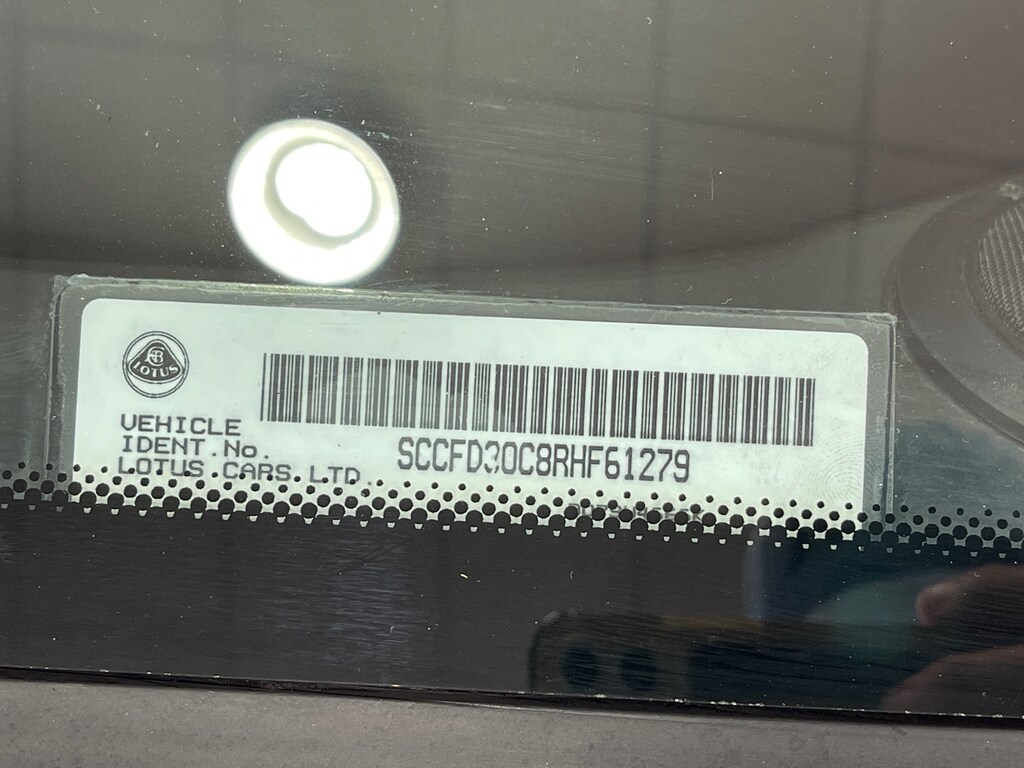 LOTUS
VEHICLE
IDENT.No.
LOTUS CARS LTD.
SCCFD30C8RHF61279